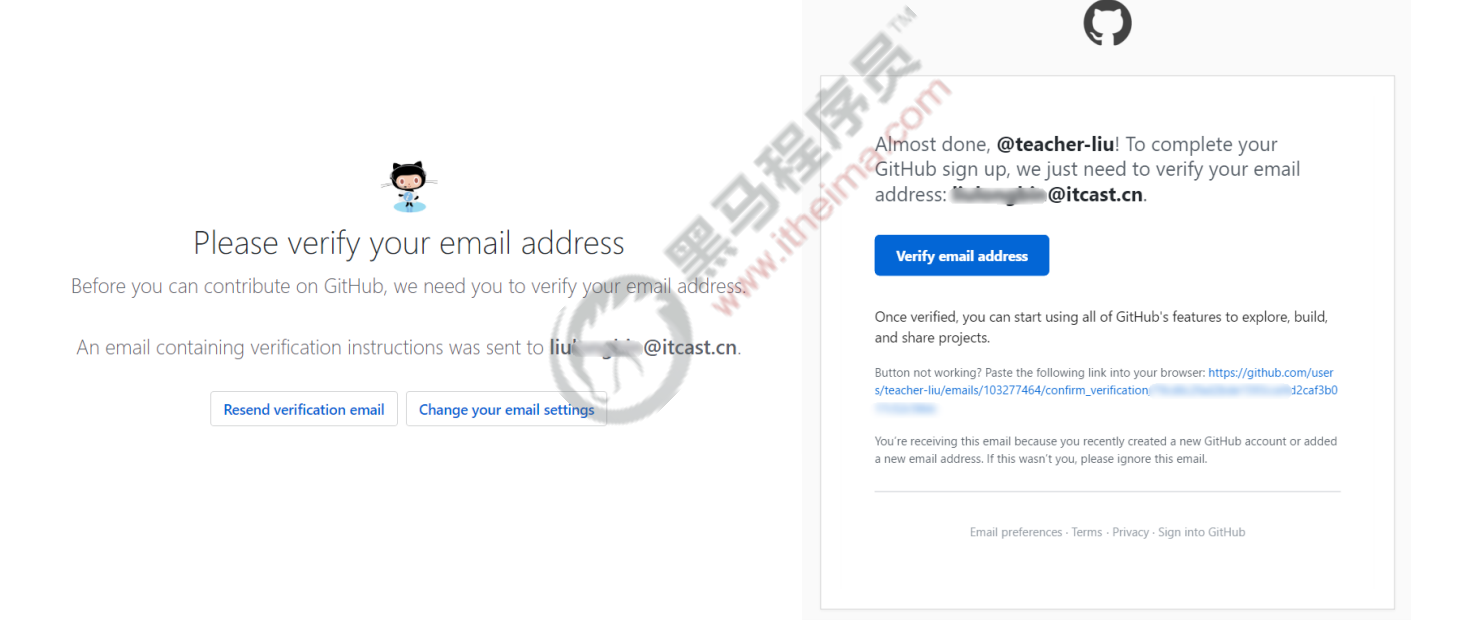 Please verify your email address
Before you can contribute on GitHub, we need you to verify your email address.
An email containing verification instructions was sent to @itcast.cn.
Resend verification email
Change your email settings
黑马程序员™
www.itheima.com
Almost done, @teacher-liu! To complete your
GitHub sign up, we just need to verify your email
address: @itcast.cn.
Verify email address
Once verified, you can start using all of GitHub's features to explore, build,
and share projects.
Button not working? Paste the following link into your browser: https://github.com/user
s/teacher-liu/emails/103277464/confirm_verification d2caf3b0
You're receiving this email because you recently created a new GitHub account or added
a new email address. If this wasn't you, please ignore this email.
Email preferences · Terms · Privacy · Sign into GitHub